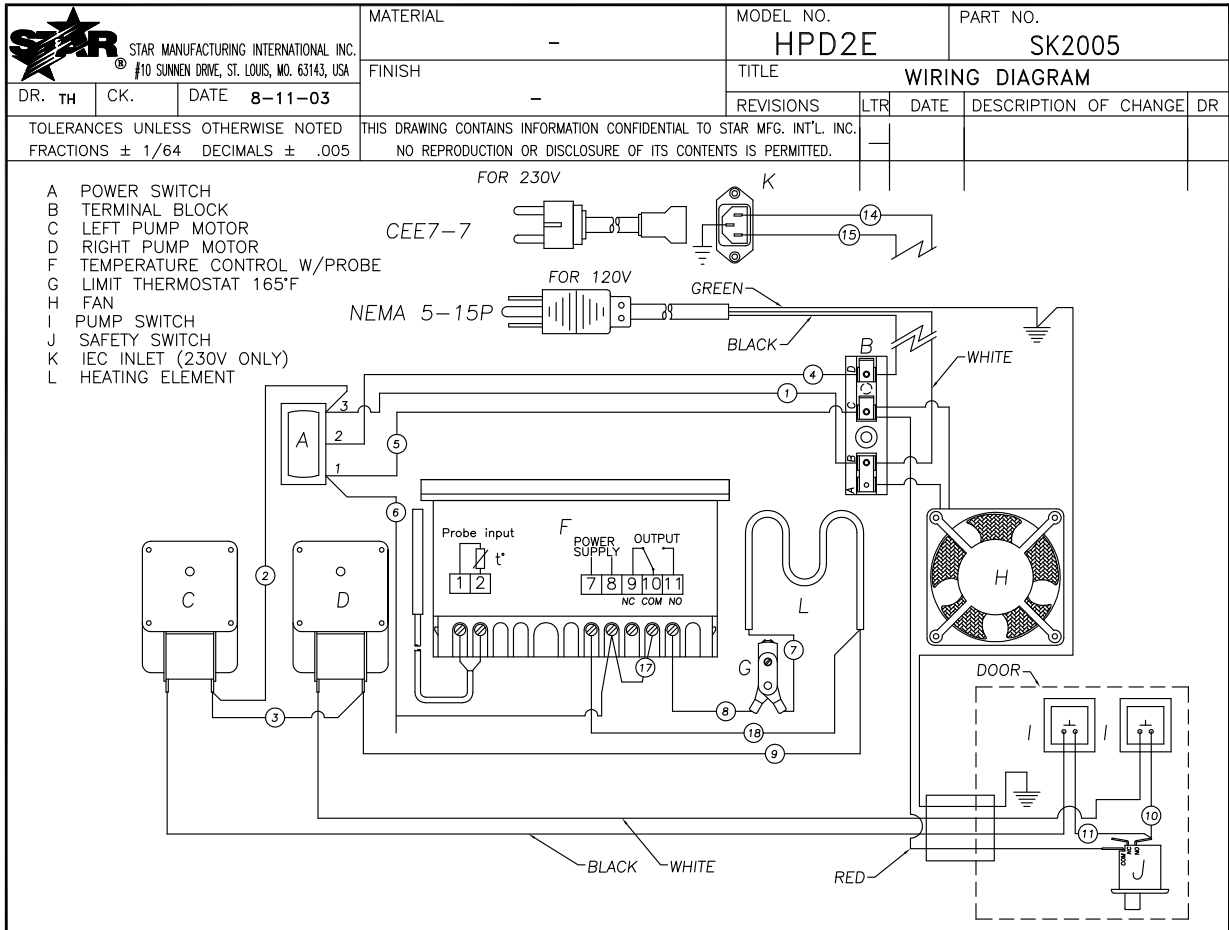 STAR
®
STAR MANUFACTURING INTERNATIONAL INC.
#10 SUNNEN DRIVE, ST. LOUIS, MO. 63143, USA
DR. TH
CK.
DATE 8-11-03
MATERIAL
-
FINISH
-
MODEL NO.
HPD2E
PART NO.
SK2005
TITLE
WIRING DIAGRAM
REVISIONS
LTR
DATE
DESCRIPTION OF CHANGE
DR
TOLERANCES UNLESS OTHERWISE NOTED
FRACTIONS ± 1/64 DECIMALS ± .005
THIS DRAWING CONTAINS INFORMATION CONFIDENTIAL TO STAR MFG. INT'L. INC.
NO REPRODUCTION OR DISCLOSURE OF ITS CONTENTS IS PERMITTED.
—
A POWER SWITCH
B TERMINAL BLOCK
C LEFT PUMP MOTOR
D RIGHT PUMP MOTOR
F TEMPERATURE CONTROL W/PROBE
G LIMIT THERMOSTAT 165°F
H FAN
I PUMP SWITCH
J SAFETY SWITCH
K IEC INLET (230V ONLY)
L HEATING ELEMENT
FOR 230V
CEE7-7
K
14
15
FOR 120V
NEMA 5-15P
GREEN
BLACK
WHITE
B
D
C
B
A
4
1
5
A
3
2
1
6
2
C
D
3
Probe input
t°
1 2
F
POWER
SUPPLY
OUTPUT
7 8 9 10 11
NC COM NO
17
L
G
7
8
18
9
H
DOOR
I
I
10
11
COM
NC
NO
J
BLACK
WHITE
RED